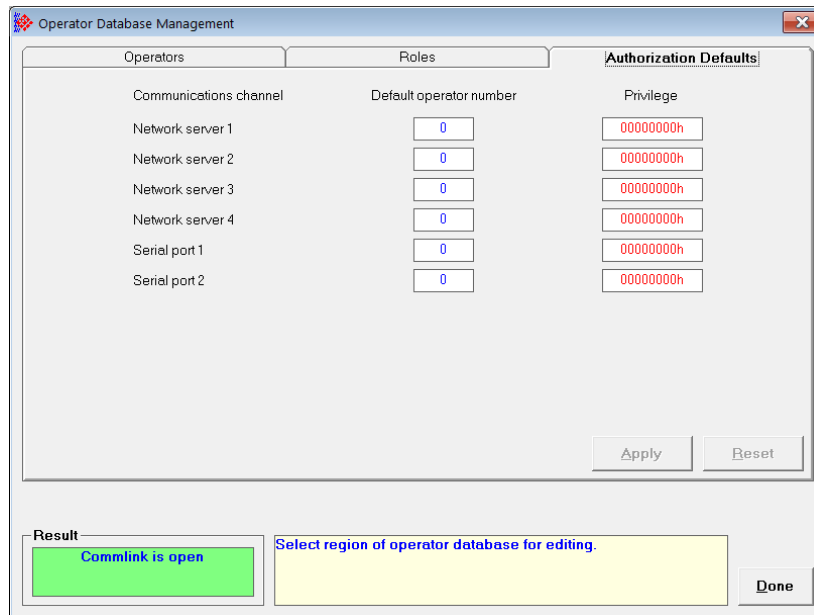 Operator Database Management
Operators Roles Authorization Defaults
Communications channel Default operator number Privilege
Network server 1 0 00000000h
Network server 2 0 00000000h
Network server 3 0 00000000h
Network server 4 0 00000000h
Serial port 1 0 00000000h
Serial port 2 0 00000000h
Apply Reset
Result
Commlink is open
Select region of operator database for editing.
Done